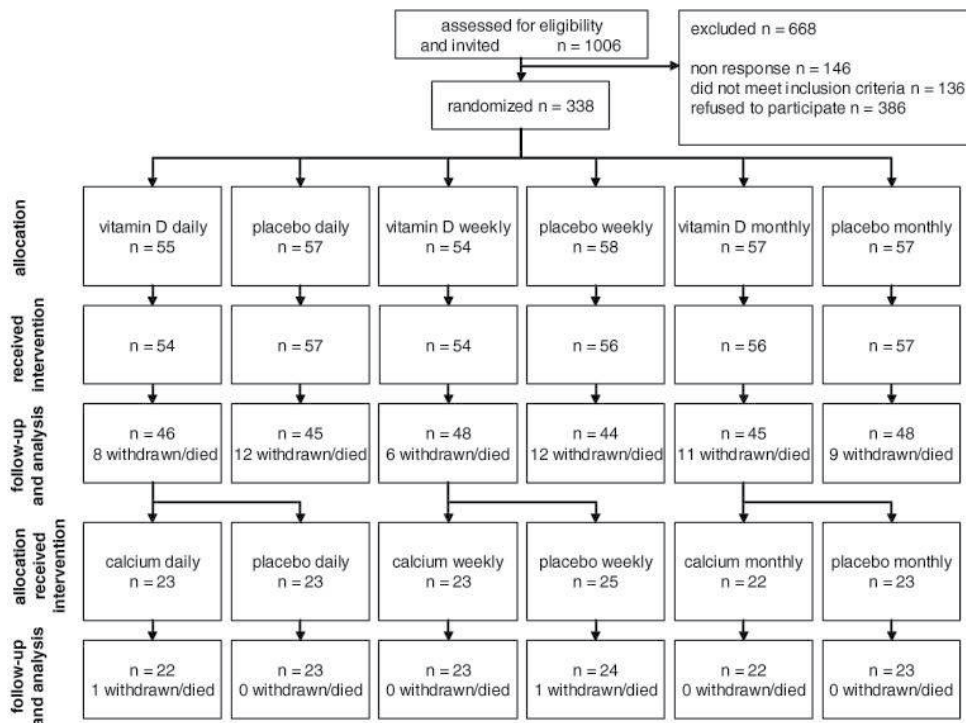 assessed for eligibility
and invited n = 1006
excluded n = 668
non response n = 146
did not meet inclusion criteria n = 136
refused to participate n = 386
randomized n = 338
allocation
vitamin D daily
n = 55
placebo daily
n = 57
vitamin D weekly
n = 54
placebo weekly
n = 58
vitamin D monthly
n = 57
placebo monthly
n = 57
received
intervention
n = 54
n = 57
n = 54
n = 56
n = 56
n = 57
follow-up
and analysis
n = 46
8 withdrawn/died
n = 45
12 withdrawn/died
n = 48
6 withdrawn/died
n = 44
12 withdrawn/died
n = 45
11 withdrawn/died
n = 48
9 withdrawn/died
allocation
received
intervention
calcium daily
n = 23
placebo daily
n = 23
calcium weekly
n = 23
placebo weekly
n = 25
calcium monthly
n = 22
placebo monthly
n = 23
follow-up
and analysis
n = 22
1 withdrawn/died
n = 23
0 withdrawn/died
n = 23
0 withdrawn/died
n = 24
1 withdrawn/died
n = 22
0 withdrawn/died
n = 23
0 withdrawn/died